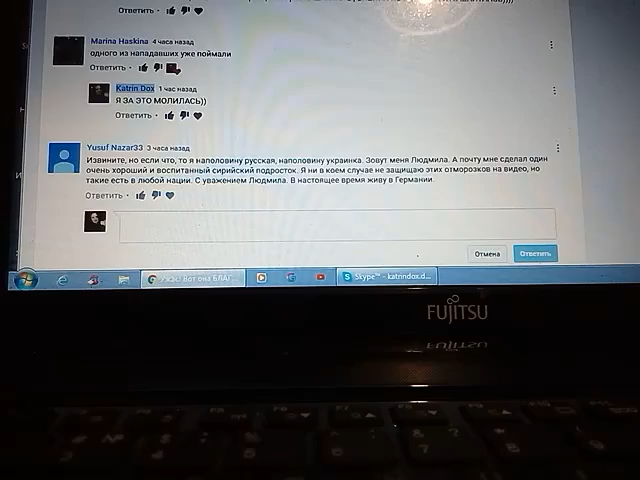 Ответить
Marina Haskina 4 часа назад
одного из нападавших уже поймали
Ответить
Katrin Dox 1 час назад
Я ЗА ЭТО МОЛИЛАСЬ))
Ответить
Yusuf Nazar33 3 часа назад
Извините, но если что, то я наполовину русская, наполовину украинка. Зовут меня Людмила. А почту мне сделал один
очень хороший и воспитанный сирийский подросток. Я ни в коем случае не защищаю этих отморозков на видео, но
такие есть в любой нации. С уважением Людмила. В настоящее время живу в Германии.
Ответить
Отмена
Ответить
Вот она БЛАГ
Skype™ - katrindox.d...
FUJITSU